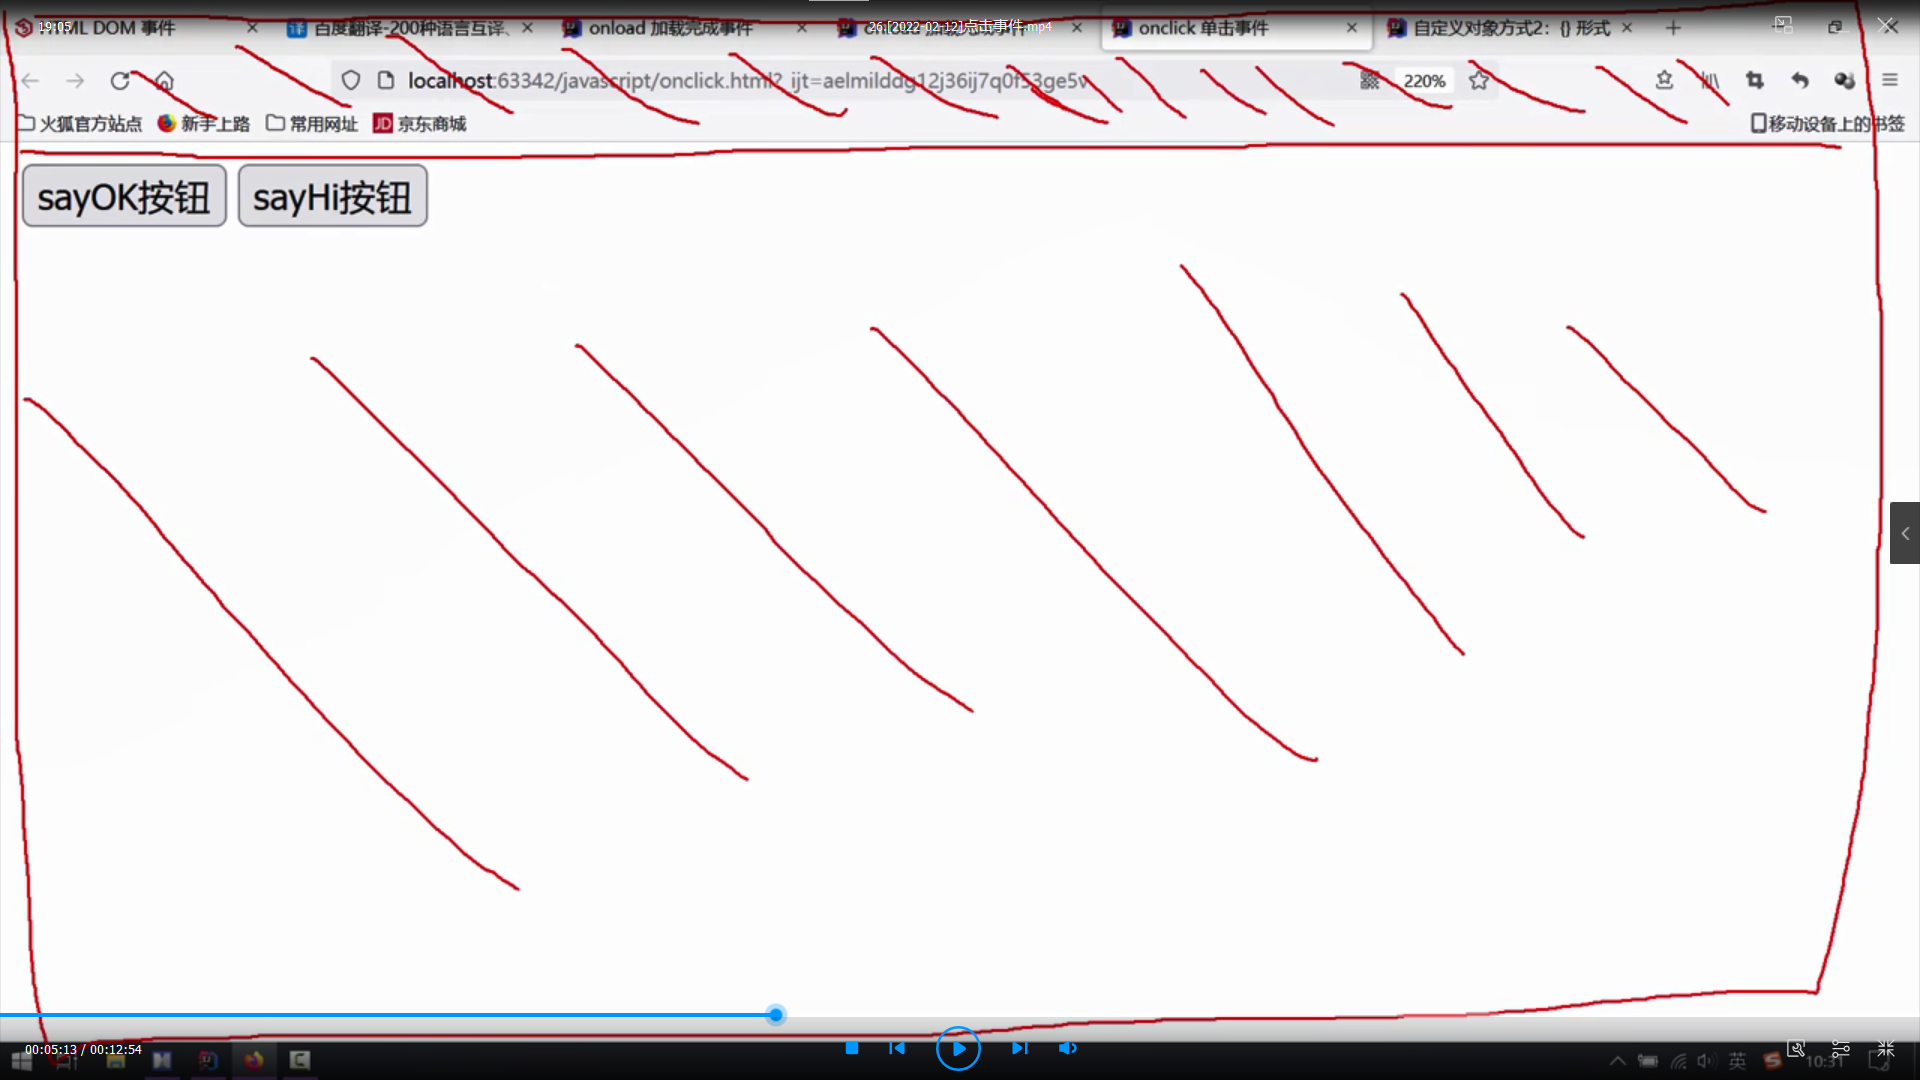 19:05
HTML DOM 事件
百度翻译-200种语言互译、
onload 加载完成事件
26.[2022-02-12]点击事件.mp4
onclick 单击事件
自定义对象方式2：{} 形式
localhost:63342/javascript/onclick.html?_ijt=aelmilddg12j36ij7q0f53ge5v
220%
火狐官方站点
新手上路
常用网址
JD 京东商城
移动设备上的书签
sayOK按钮 sayHi按钮
00:05:13 / 00:12:54
英
10:31